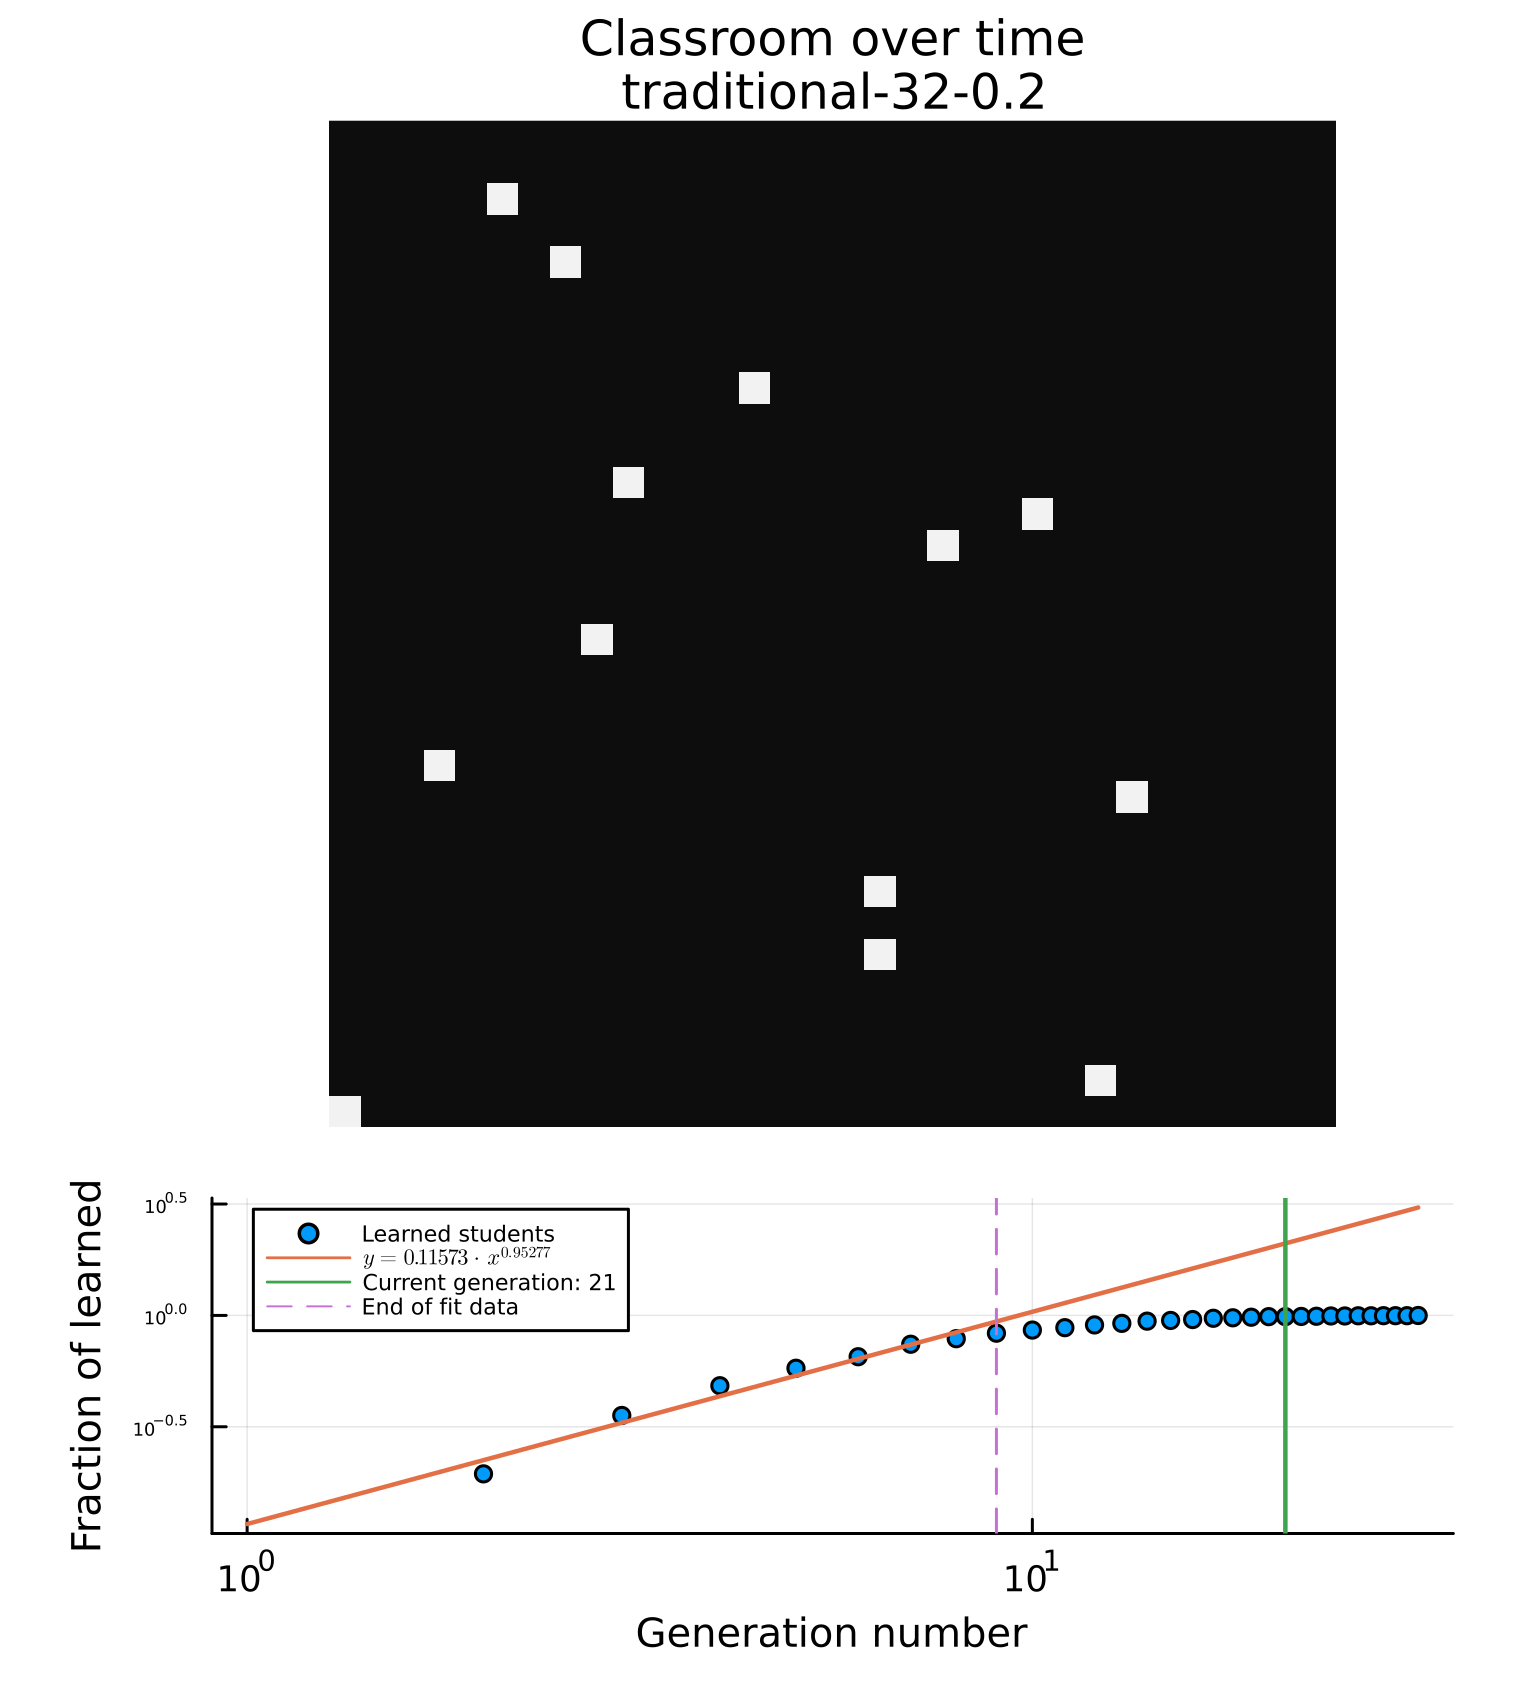 Classroom over time
traditional-32-0.2
Fraction of learned
10^0.5
10^0.0
10^−0.5
Learned students
y = 0.11573 · x^0.95277
Current generation: 21
End of fit data
10^0
10^1
Generation number